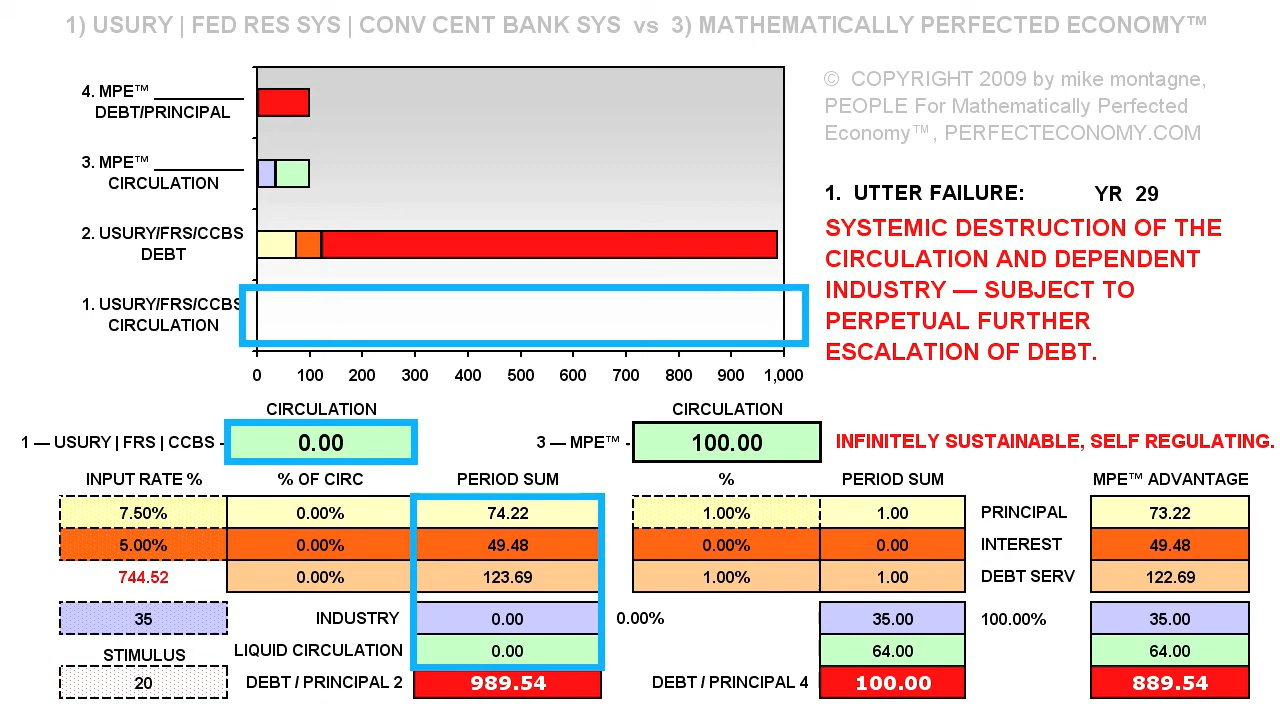 1) USURY | FED RES SYS | CONV CENT BANK SYS vs 3) MATHEMATICALLY PERFECTED ECONOMY™
© COPYRIGHT 2009 by mike montagne,
PEOPLE For Mathematically Perfected
Economy™, PERFECTECONOMY.COM
4. MPE™ __________
DEBT/PRINCIPAL
3. MPE™ __________
CIRCULATION
2. USURY/FRS/CCBS
DEBT
1. USURY/FRS/CCBS
CIRCULATION
0 100 200 300 400 500 600 700 800 900 1,000
1. UTTER FAILURE: YR 29
SYSTEMIC DESTRUCTION OF THE
CIRCULATION AND DEPENDENT
INDUSTRY — SUBJECT TO
PERPETUAL FURTHER
ESCALATION OF DEBT.
CIRCULATION CIRCULATION
1 — USURY | FRS | CCBS - 0.00 3 — MPE™ - 100.00 INFINITELY SUSTAINABLE, SELF REGULATING.
INPUT RATE % % OF CIRC PERIOD SUM % PERIOD SUM MPE™ ADVANTAGE
7.50% 0.00% 74.22 1.00% 1.00 PRINCIPAL 73.22
5.00% 0.00% 49.48 0.00% 0.00 INTEREST 49.48
744.52 0.00% 123.69 1.00% 1.00 DEBT SERV 122.69
35 INDUSTRY 0.00 0.00% 35.00 100.00% 35.00
STIMULUS LIQUID CIRCULATION 0.00 64.00 64.00
20 DEBT / PRINCIPAL 2 989.54 DEBT / PRINCIPAL 4 100.00 889.54